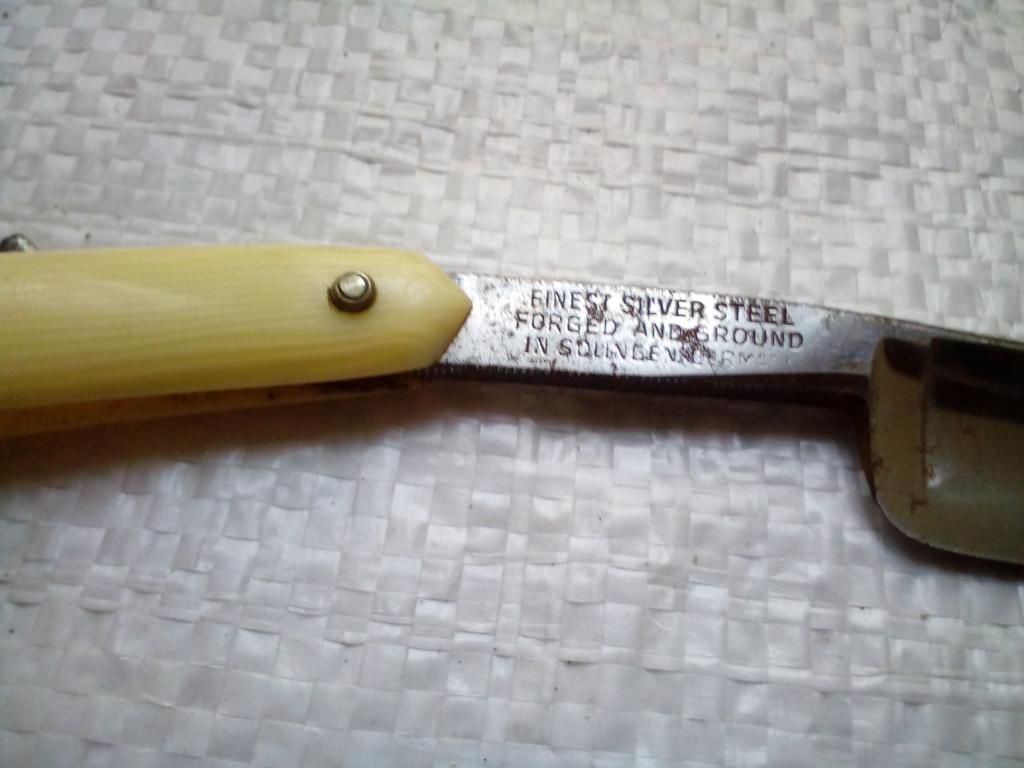 FINEST SILVER STEEL
FORGED AND GROUND
IN SOLINGEN